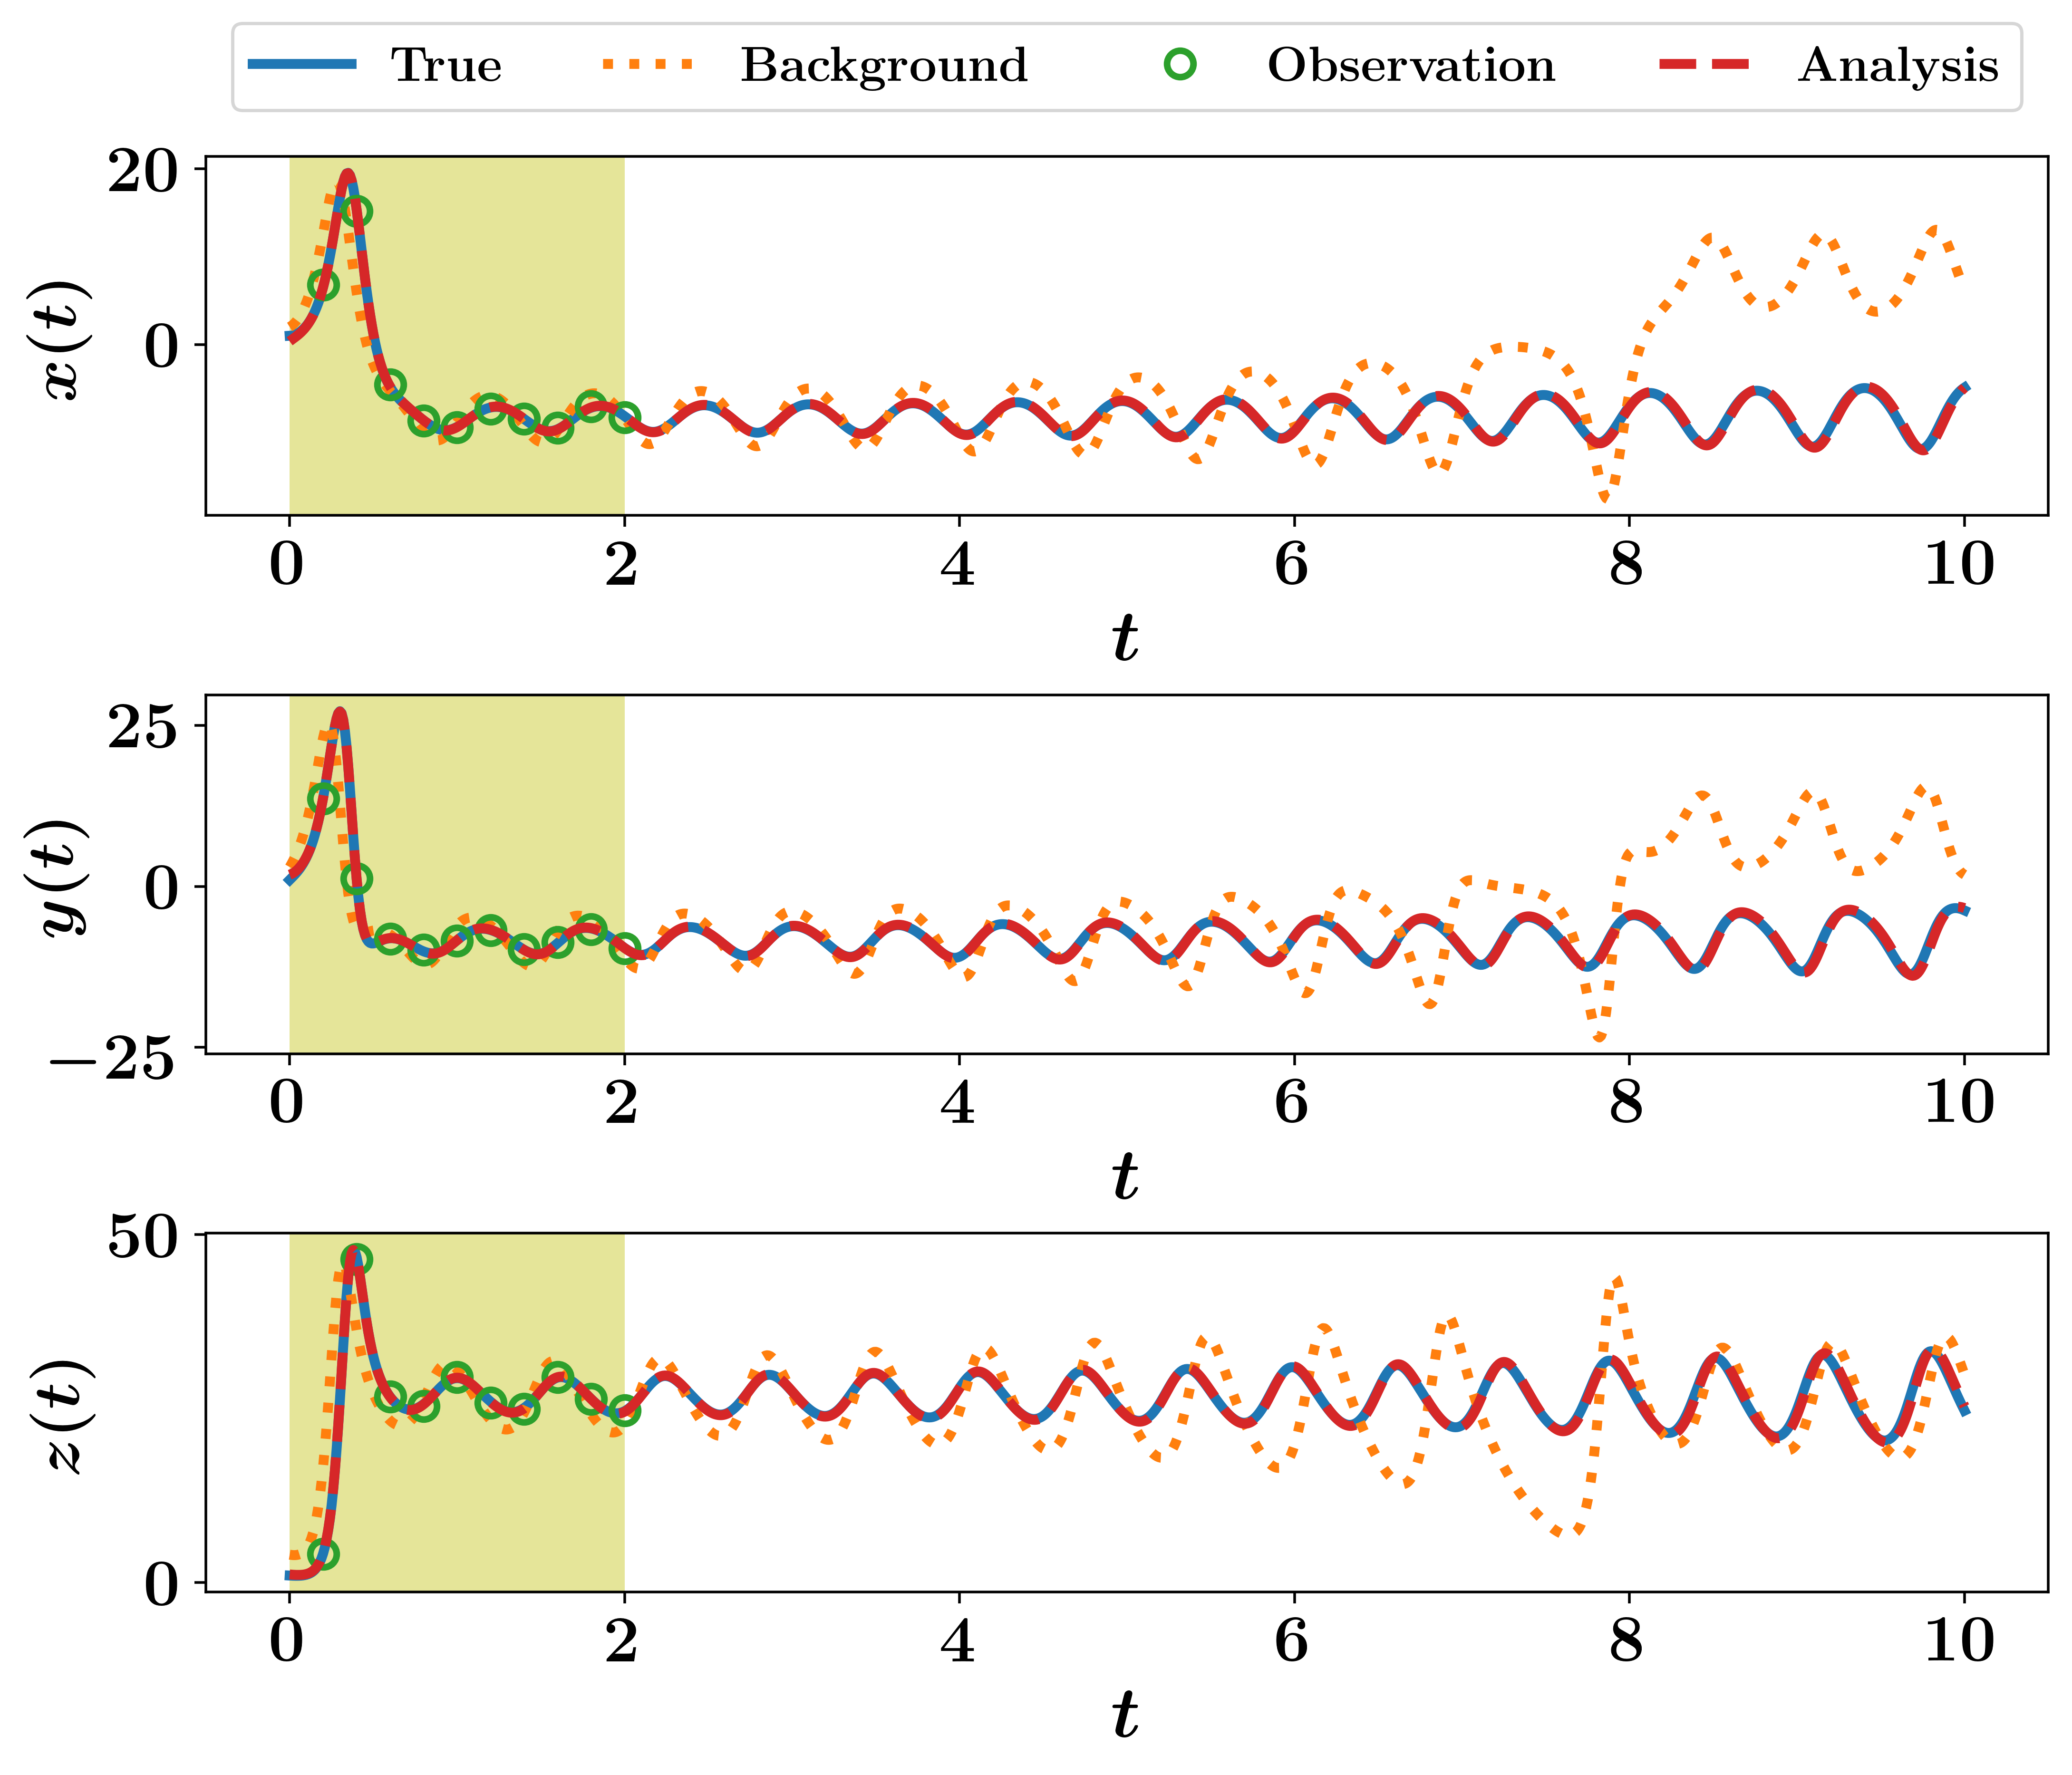 True Background Observation Analysis
20
0
x(t)
0 2 4 6 8 10
t
25
0
−25
y(t)
0 2 4 6 8 10
t
50
0
z(t)
0 2 4 6 8 10
t